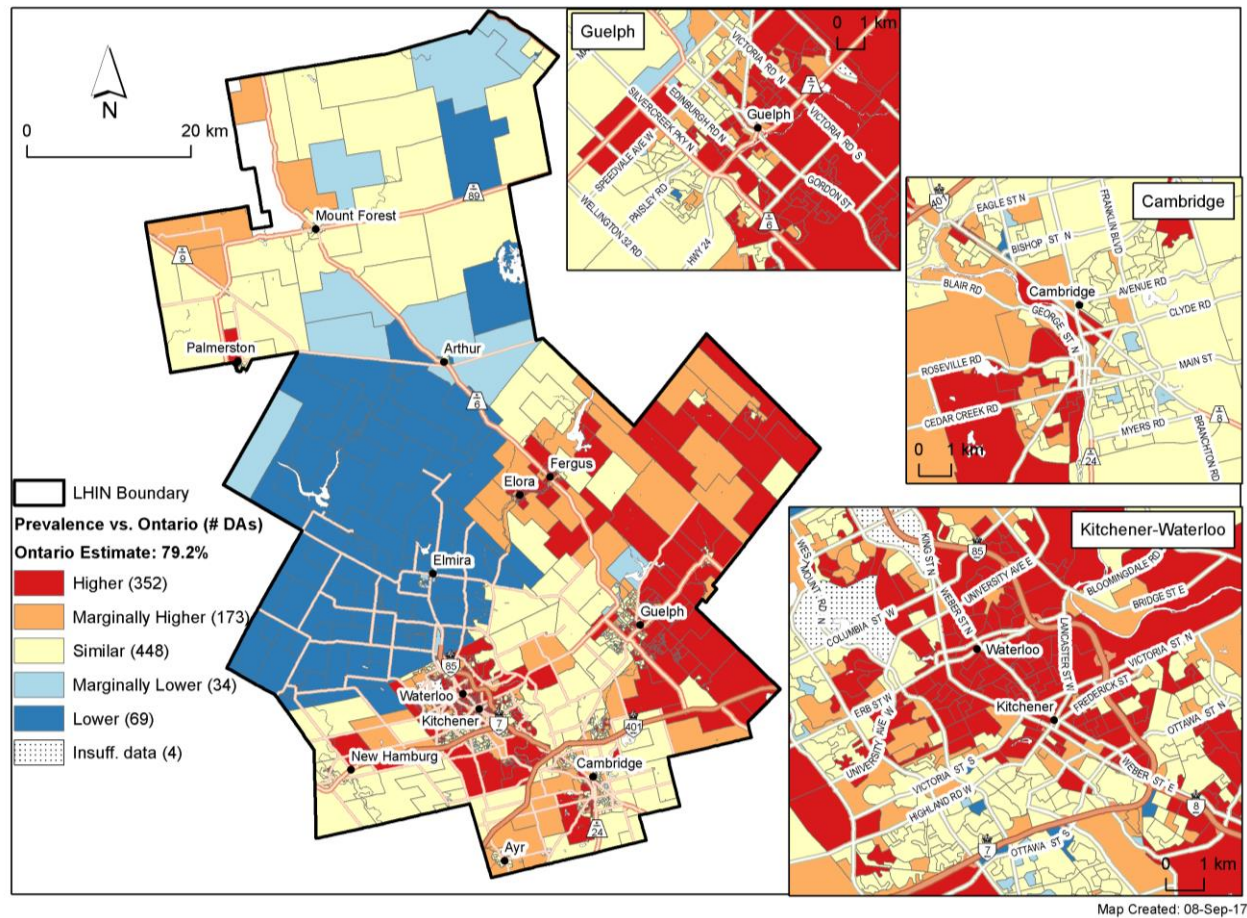 N
0
20 km
Mount Forest
89
9
Palmerston
Arthur
6
Fergus
Elora
Elmira
Guelph
85
Waterloo
Kitchener
7
401
New Hamburg
Cambridge
24
Ayr
LHIN Boundary
Prevalence vs. Ontario (# DAs)
Ontario Estimate: 79.2%
Higher (352)
Marginally Higher (173)
Similar (448)
Marginally Lower (34)
Lower (69)
Insuff. data (4)
Guelph
0 1 km
VICTORIA RD N
7
EDINBURGH RD N
SILVERCREEK PKY N
Guelph
VICTORIA RD S
SPEEDVALE AVE W
GORDON ST
PAISLEY RD
WELLINGTON 32 RD
HWY 24
6
Cambridge
401
EAGLE ST N
FRANKLIN BLVD
BISHOP ST N
BLAIR RD
Cambridge
AVENUE RD
GEORGE ST N
CLYDE RD
ROSEVILLE RD
MAIN ST
CEDAR CREEK RD
8
MYERS RD
BRANCHTON RD
24
0 1 km
Kitchener-Waterloo
KING ST N
85
WESTMOUNT RD N
UNIVERSITY AVE E
BLOOMINGDALE RD
WEBER ST N
BRIDGE ST E
COLUMBIA ST W
LANCASTER ST W
Waterloo
VICTORIA ST N
FREDERICK ST
ERB ST W
Kitchener
OTTAWA ST N
UNIVERSITY AVE W
VICTORIA ST S
WEBER ST E
HIGHLAND RD W
8
7
OTTAWA ST S
0 1 km
Map Created: 08-Sep-17